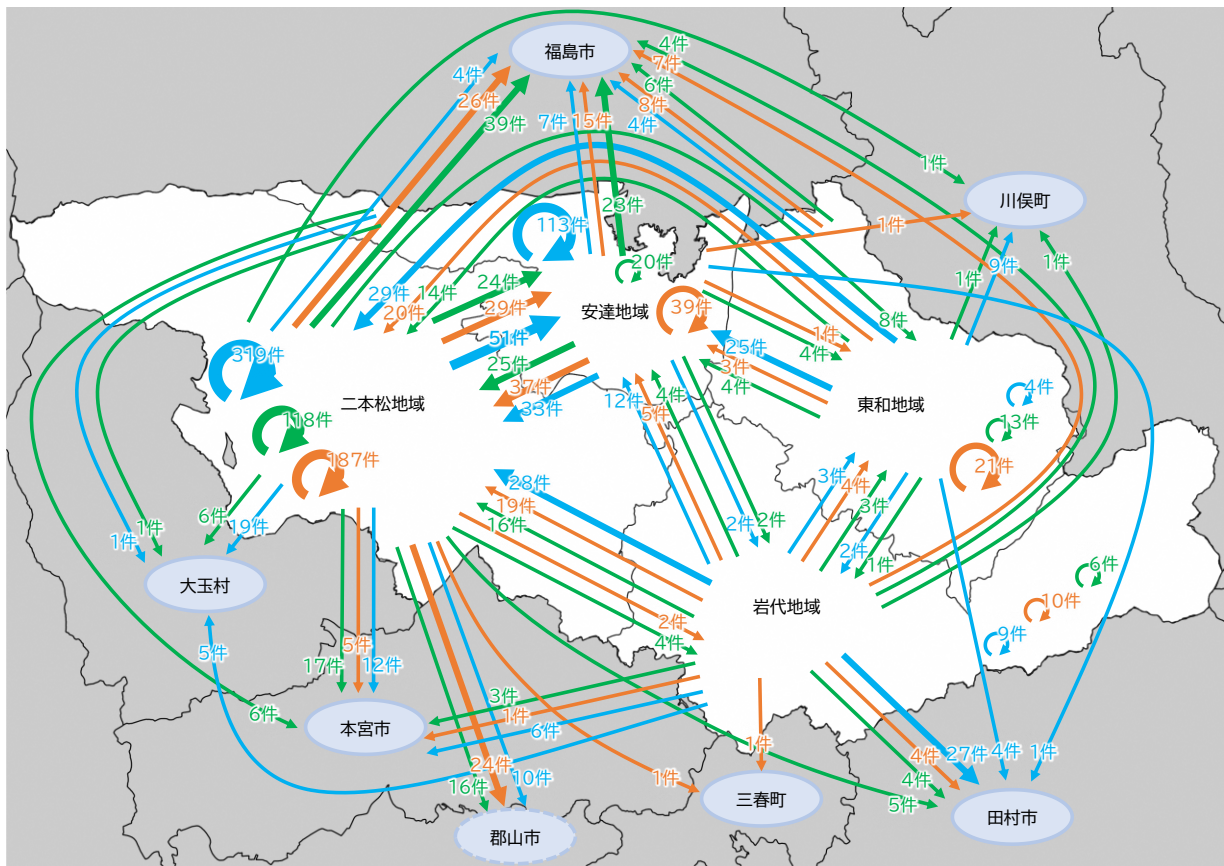 福島市
4件
7件
6件
8件
4件
4件
26件
39件
7件
15件
23件
1件
川俣町
1件
113件
20件
1件
9件
1件
29件
20件
14件
24件
29件
51件
安達地域
39件
8件
1件
4件
25件
3件
4件
319件
25件
37件
33件
二本松地域
118件
187件
12件
5件
4件
東和地域
4件
13件
21件
28件
19件
16件
3件
4件
3件
2件
2件
2件
1件
6件
19件
1件
1件
大玉村
岩代地域
6件
10件
9件
2件
4件
5件
17件
5件
12件
6件
本宮市
3件
1件
6件
1件
24件
16件
10件
1件
三春町
郡山市
27件
4件
4件
5件
4件
1件
田村市